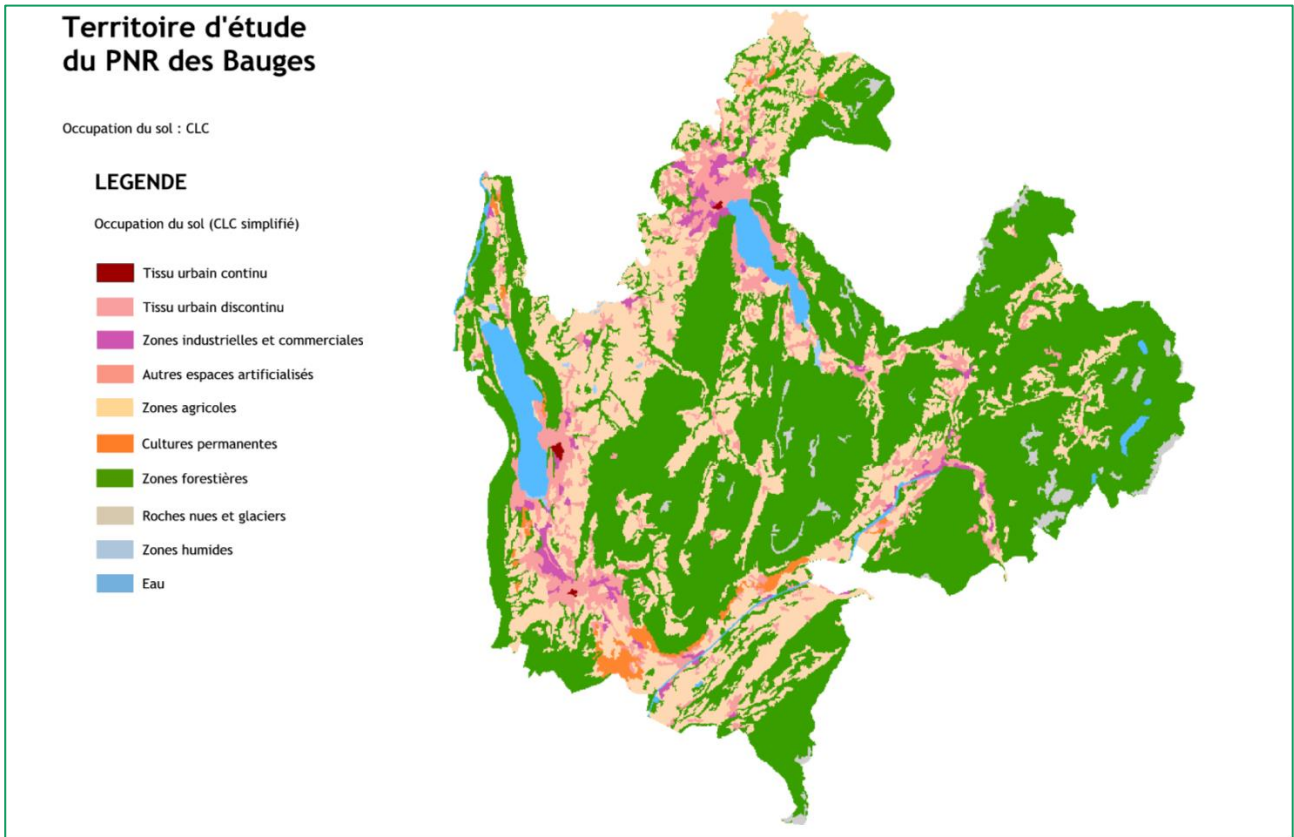 Territoire d'étude
du PNR des Bauges
Occupation du sol : CLC
LEGENDE
Occupation du sol (CLC simplifié)
Tissu urbain continu
Tissu urbain discontinu
Zones industrielles et commerciales
Autres espaces artificialisés
Zones agricoles
Cultures permanentes
Zones forestières
Roches nues et glaciers
Zones humides
Eau